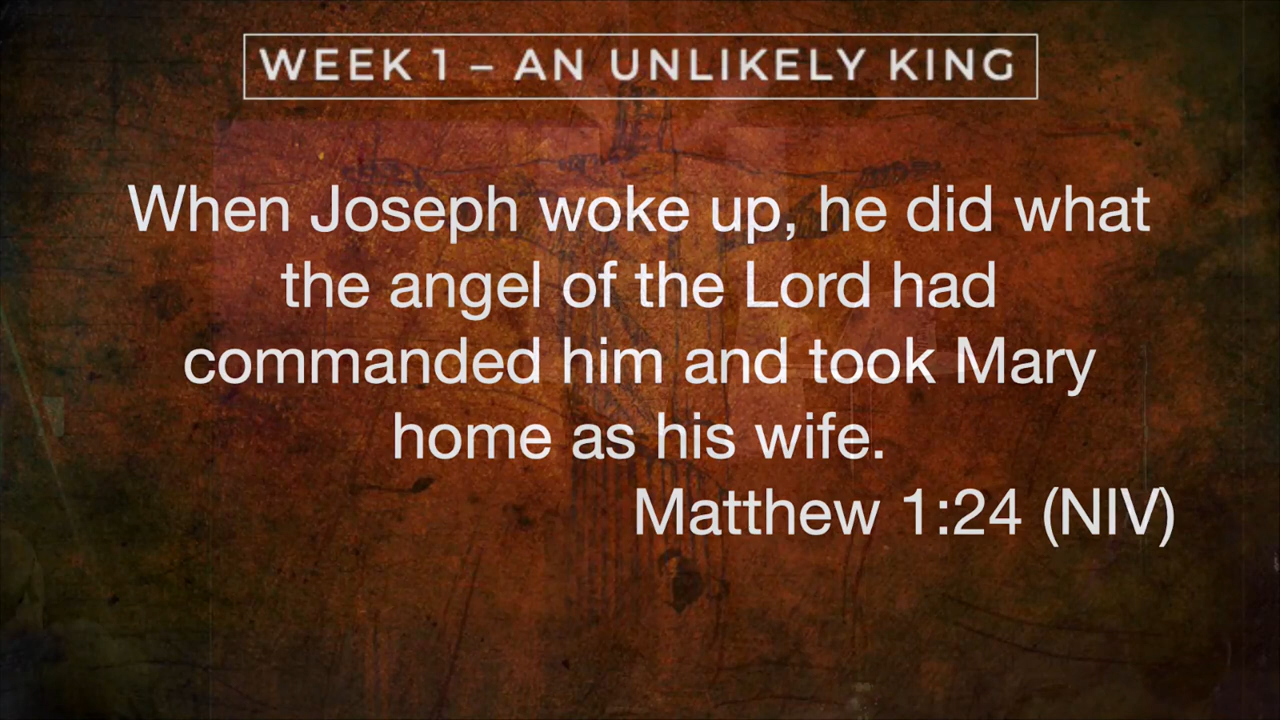 WEEK 1 – AN UNLIKELY KING
When Joseph woke up, he did what
the angel of the Lord had
commanded him and took Mary
home as his wife.
Matthew 1:24 (NIV)